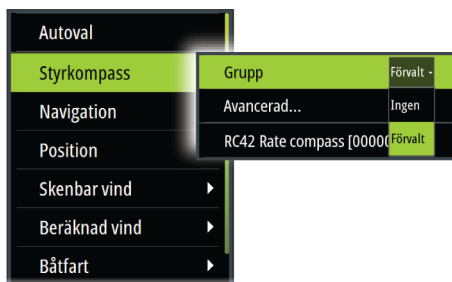 Autoval
Styrkompass
Navigation
Position
Skenbar vind
Beräknad vind
Båtfart
Grupp
Förvalt
Avancerad...
Ingen
RC42 Rate compass [00000
Förvalt